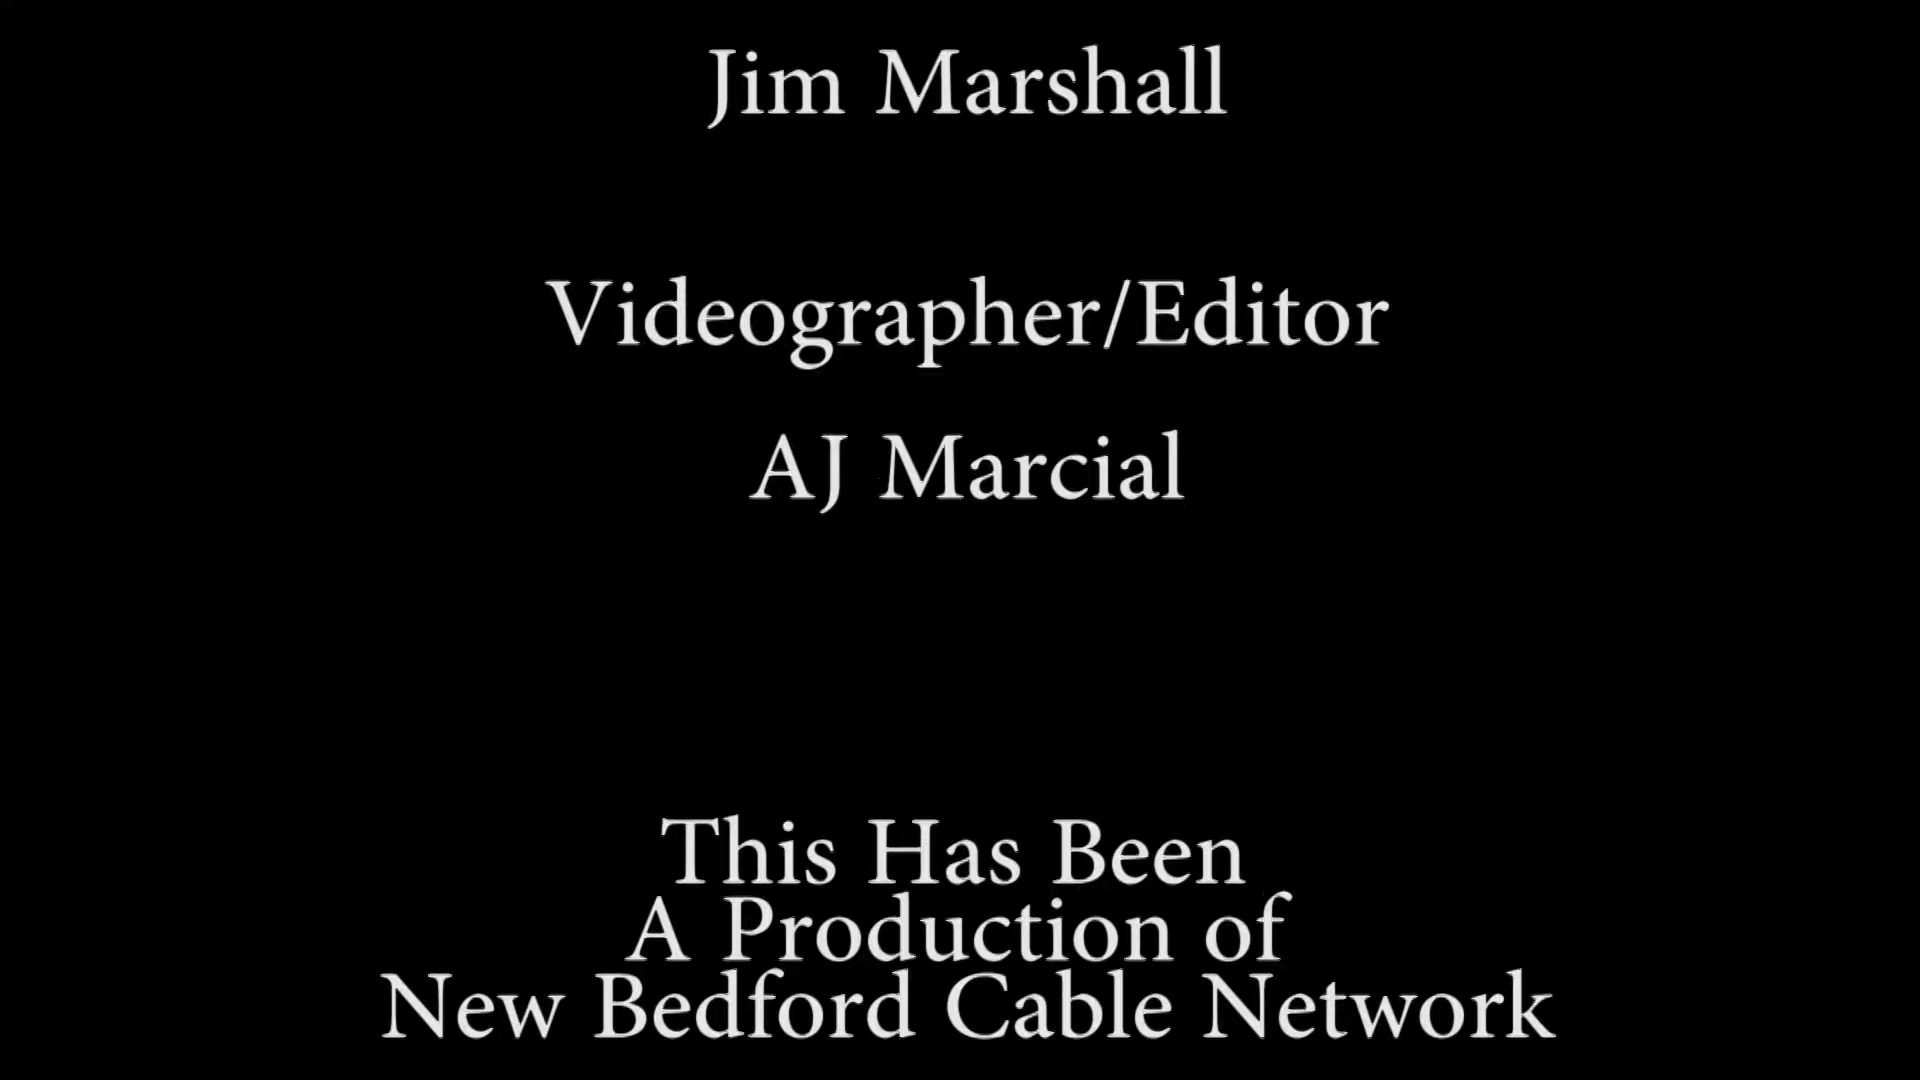 Jim Marshall
Videographer/Editor
AJ Marcial
This Has Been
A Production of
New Bedford Cable Network